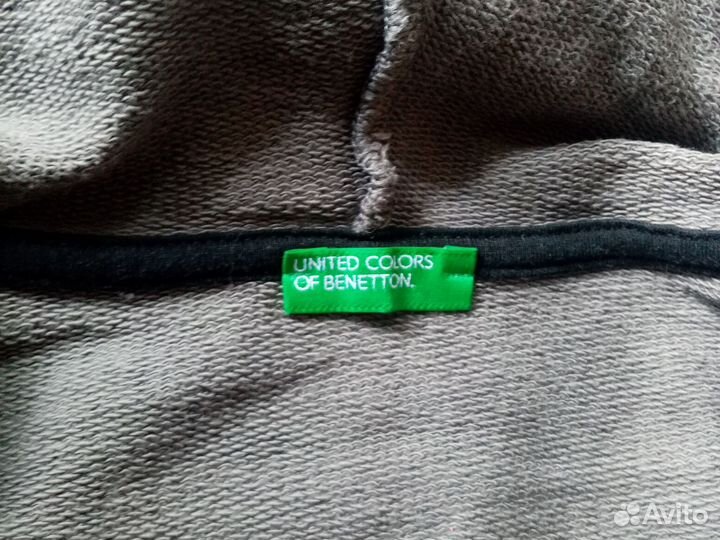 UNITED COLORS
OF BENETTON.
Avito